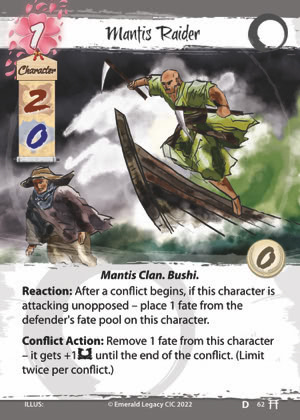 Mantis Raider
1
Character
2
0
0
Mantis Clan. Bushi.
Reaction: After a conflict begins, if this character is
attacking unopposed – place 1 fate from the
defender's fate pool on this character.
Conflict Action: Remove 1 fate from this character
– it gets +1 until the end of the conflict. (Limit
twice per conflict.)
ILLUS: © Emerald Legacy CIC 2022 D 62